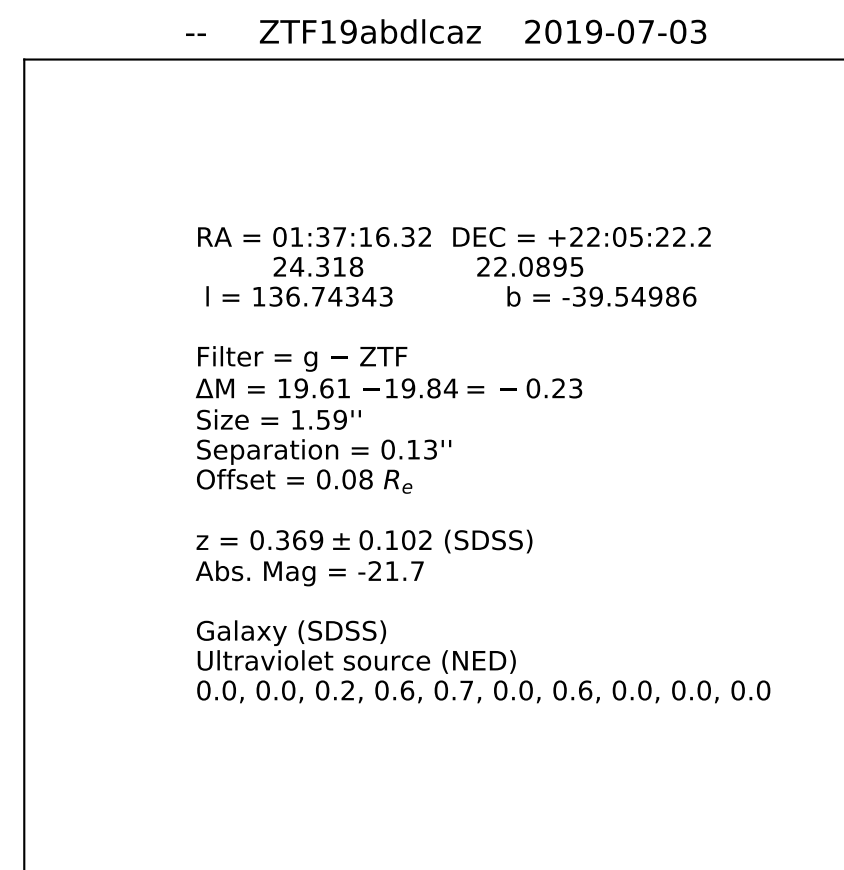 -- ZTF19abdlcaz 2019-07-03
RA = 01:37:16.32 DEC = +22:05:22.2
24.318 22.0895
l = 136.74343 b = -39.54986
Filter = g − ZTF
ΔM = 19.61 −19.84 = − 0.23
Size = 1.59''
Separation = 0.13''
Offset = 0.08 Re
z = 0.369 ± 0.102 (SDSS)
Abs. Mag = -21.7
Galaxy (SDSS)
Ultraviolet source (NED)
0.0, 0.0, 0.2, 0.6, 0.7, 0.0, 0.6, 0.0, 0.0, 0.0